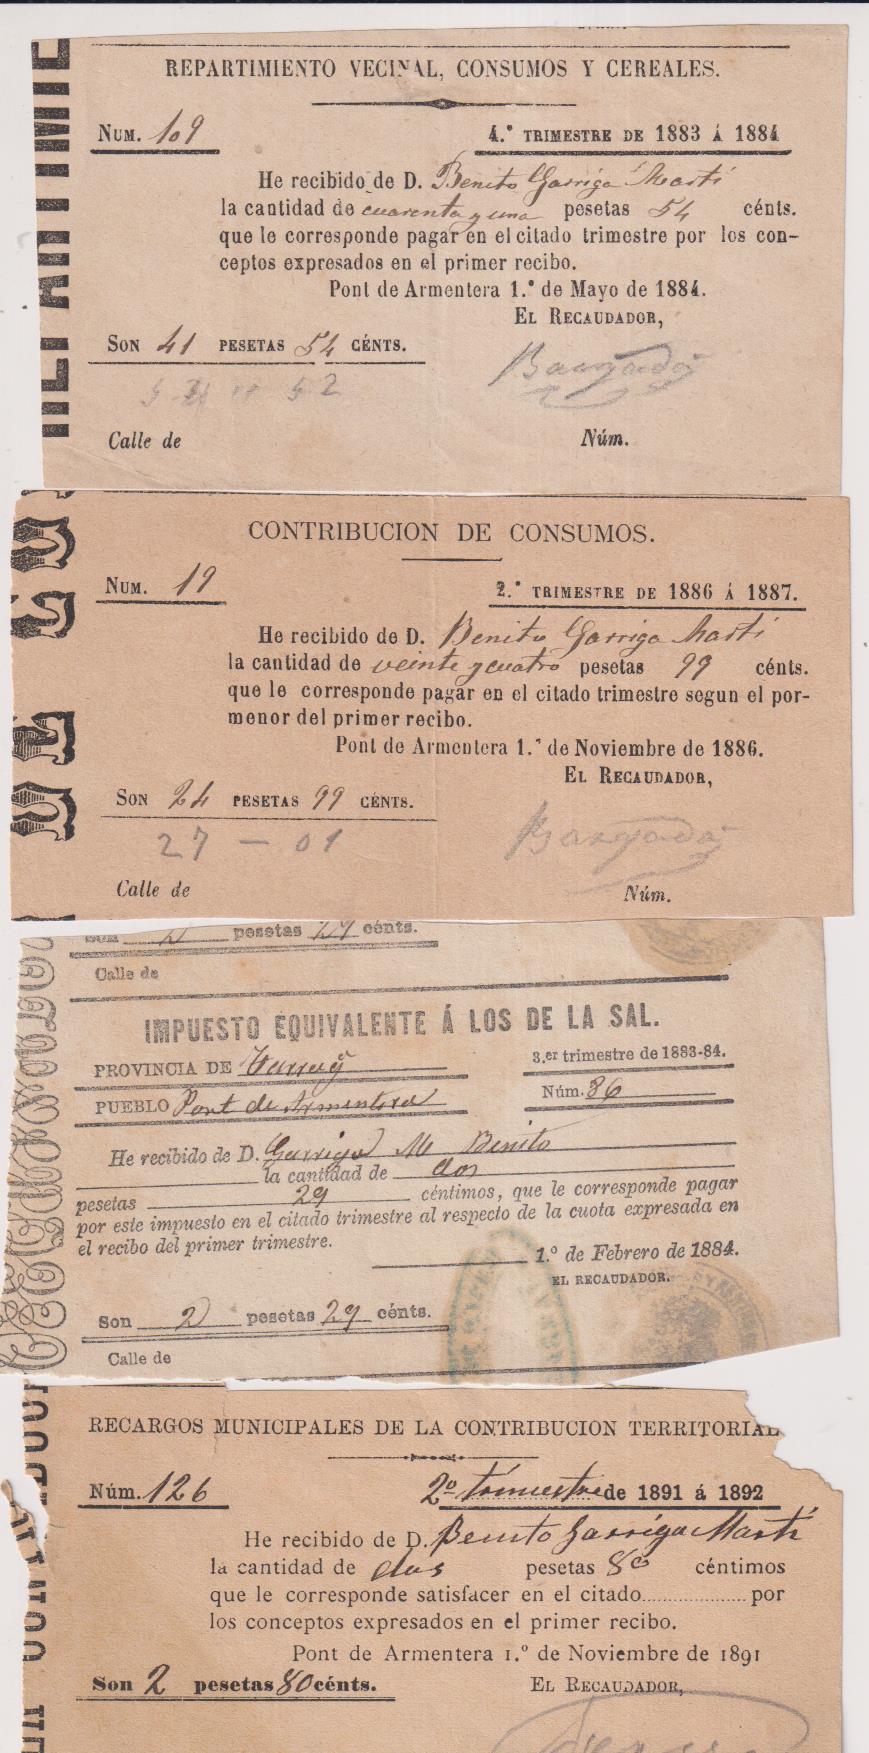 REPARTIMIENTO VECINAL, CONSUMOS Y CEREALES.
NUM. 109
4.º TRIMESTRE DE 1883 Á 1884
He recibido de D. Benito Garriga Martí
la cantidad de cuarenta y una pesetas 54 cénts.
que le corresponde pagar en el citado trimestre por los con-
ceptos expresados en el primer recibo.
Pont de Armentera 1.º de Mayo de 1884.
EL RECAUDADOR,
SON 41 PESETAS 54 CÉNTS.
Calle de
Núm.
CONTRIBUCION DE CONSUMOS.
NUM. 19
2.º TRIMESTRE DE 1886 Á 1887.
He recibido de D. Benito Garriga Martí
la cantidad de veinte y cuatro pesetas 99 cénts.
que le corresponde pagar en el citado trimestre segun el por-
menor del primer recibo.
Pont de Armentera 1.º de Noviembre de 1886.
EL RECAUDADOR,
SON 24 PESETAS 99 CÉNTS.
27 — 01
Calle de
Núm.
Son 2 pesetas 29 cénts.
Calle de
IMPUESTO EQUIVALENTE Á LOS DE LA SAL.
PROVINCIA DE
3.er trimestre de 1883-84.
PUEBLO Pont de Armentera
Núm. 86
He recibido de D. Garriga M Benito
la cantidad de dos
pesetas 29 céntimos, que le corresponde pagar
por este impuesto en el citado trimestre al respecto de la cuota expresada en
el recibo del primer trimestre.
1.º de Febrero de 1884.
EL RECAUDADOR.
Son 2 pesetas 29 cénts.
Calle de
RECARGOS MUNICIPALES DE LA CONTRIBUCION TERRITORIAL
Núm. 126
2º trimestre de 1891 á 1892
He recibido de D. Benito Garriga Martí
la cantidad de dos pesetas 80 céntimos
que le corresponde satisfacer en el citado.................... por
los conceptos expresados en el primer recibo.
Pont de Armentera 1.º de Noviembre de 1891
Son 2 pesetas 80 cénts.
EL RECAUDADOR,